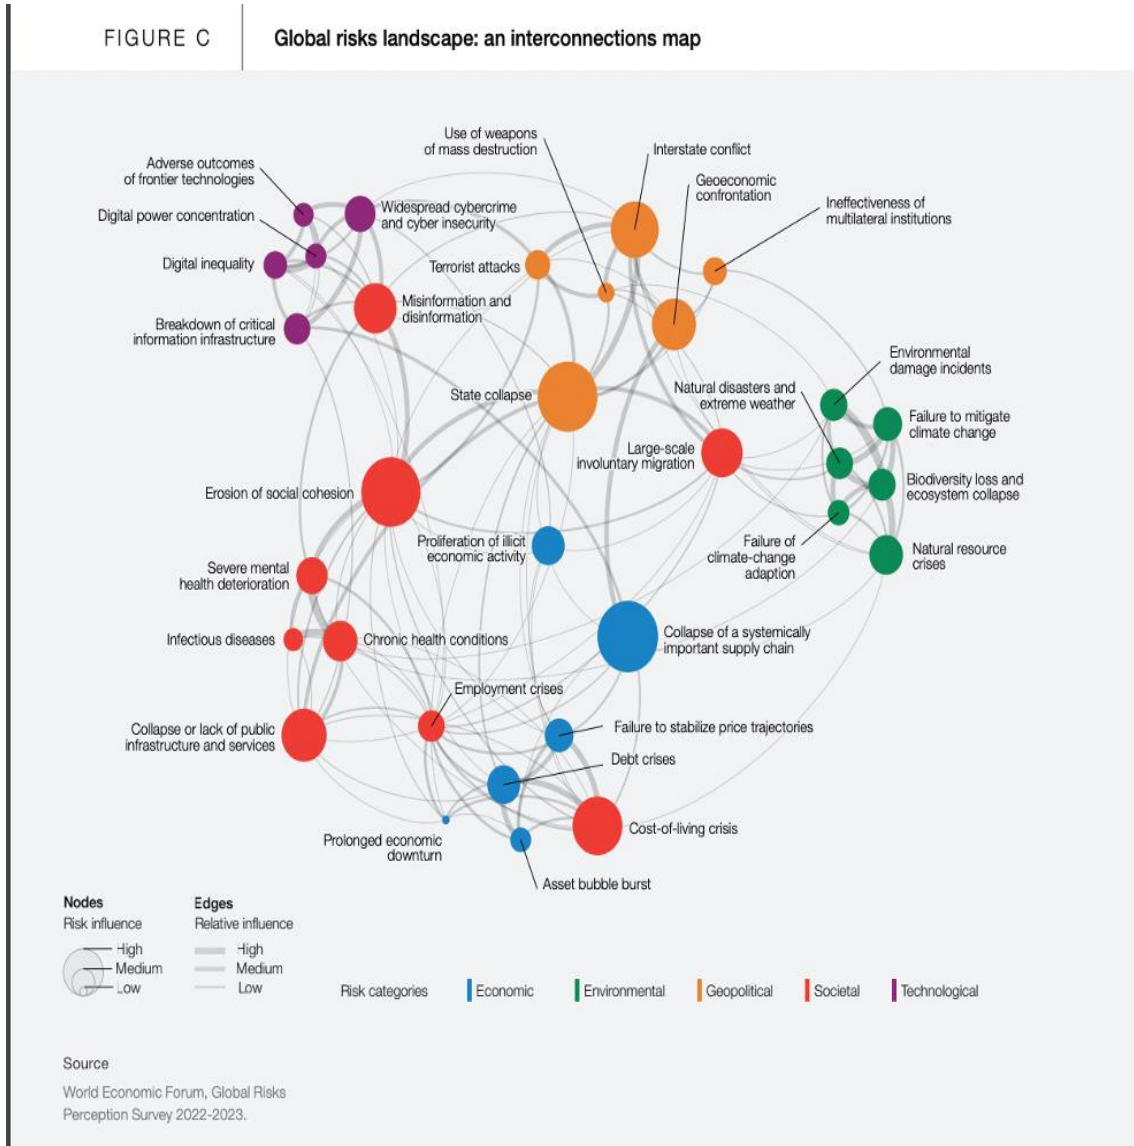 FIGURE C
Global risks landscape: an interconnections map
Use of weapons
of mass destruction
Interstate conflict
Adverse outcomes
of frontier technologies
Geoeconomic
confrontation
Digital power concentration
Widespread cybercrime
and cyber insecurity
Ineffectiveness of
multilateral institutions
Digital inequality
Terrorist attacks
Misinformation and
disinformation
Breakdown of critical
information infrastructure
Environmental
damage incidents
State collapse
Natural disasters and
extreme weather
Failure to mitigate
climate change
Large-scale
involuntary migration
Biodiversity loss and
ecosystem collapse
Erosion of social cohesion
Proliferation of illicit
economic activity
Failure of
climate-change
adaption
Natural resource
crises
Severe mental
health deterioration
Infectious diseases
Chronic health conditions
Collapse of a systemically
important supply chain
Employment crises
Collapse or lack of public
infrastructure and services
Failure to stabilize price trajectories
Debt crises
Prolonged economic
downturn
Cost-of-living crisis
Asset bubble burst
Nodes
Risk influence
High
Medium
Low
Edges
Relative influence
High
Medium
Low
Risk categories
Economic
Environmental
Geopolitical
Societal
Technological
Source
World Economic Forum, Global Risks
Perception Survey 2022-2023.